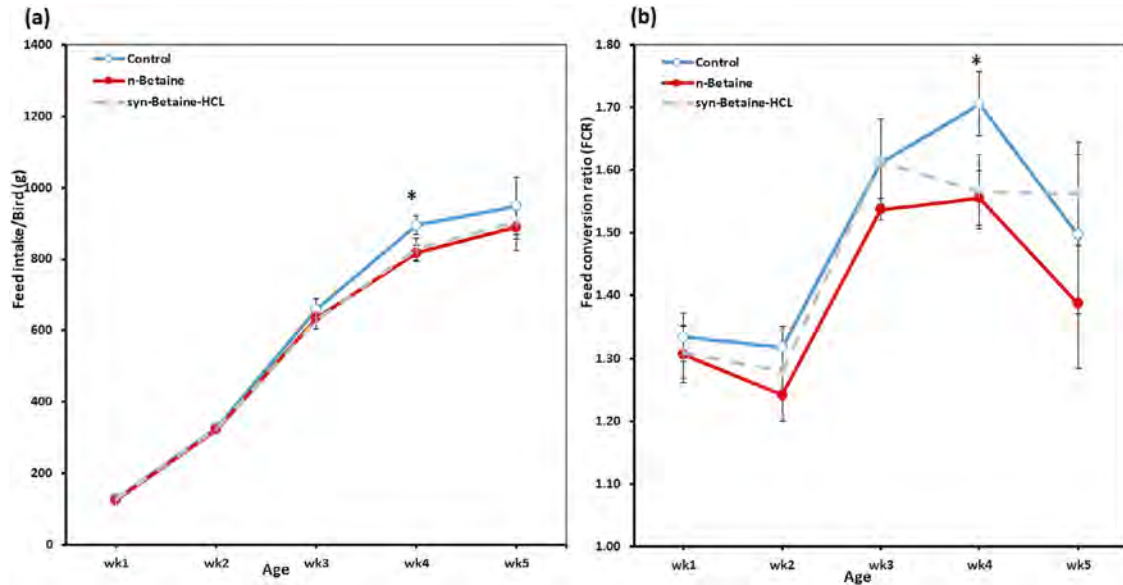 (a)
1400
1200
1000
800
600
400
200
0
Feed intake/Bird (g)
Control
n-Betaine
syn-Betaine-HCL
*
wk1 wk2 wk3 wk4 wk5
Age
(b)
1.80
1.70
1.60
1.50
1.40
1.30
1.20
1.10
1.00
Feed conversion ratio (FCR)
Control
n-Betaine
syn-Betaine-HCL
*
wk1 wk2 wk3 wk4 wk5
Age